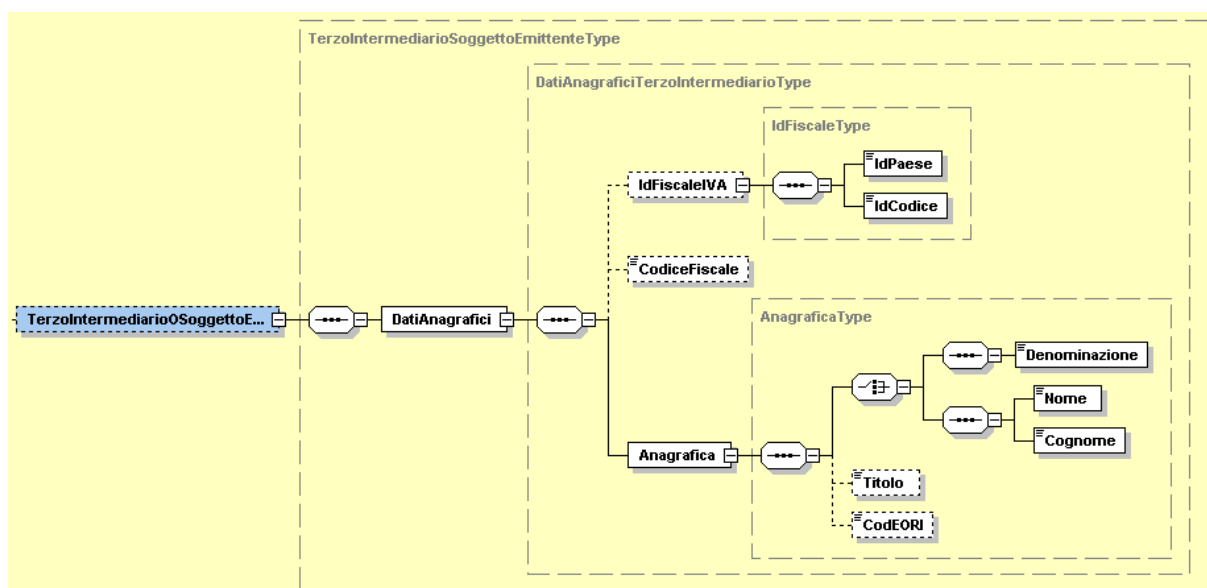 TerzoIntermediarioSoggettoEmittenteType
DatiAnagraficiTerzoIntermediarioType
IdFiscaleType
IdPaese
IdFiscaleIVA
IdCodice
CodiceFiscale
TerzoIntermediarioOSoggettoE...
DatiAnagrafici
AnagraficaType
Denominazione
Nome
Cognome
Anagrafica
Titolo
CodEORI